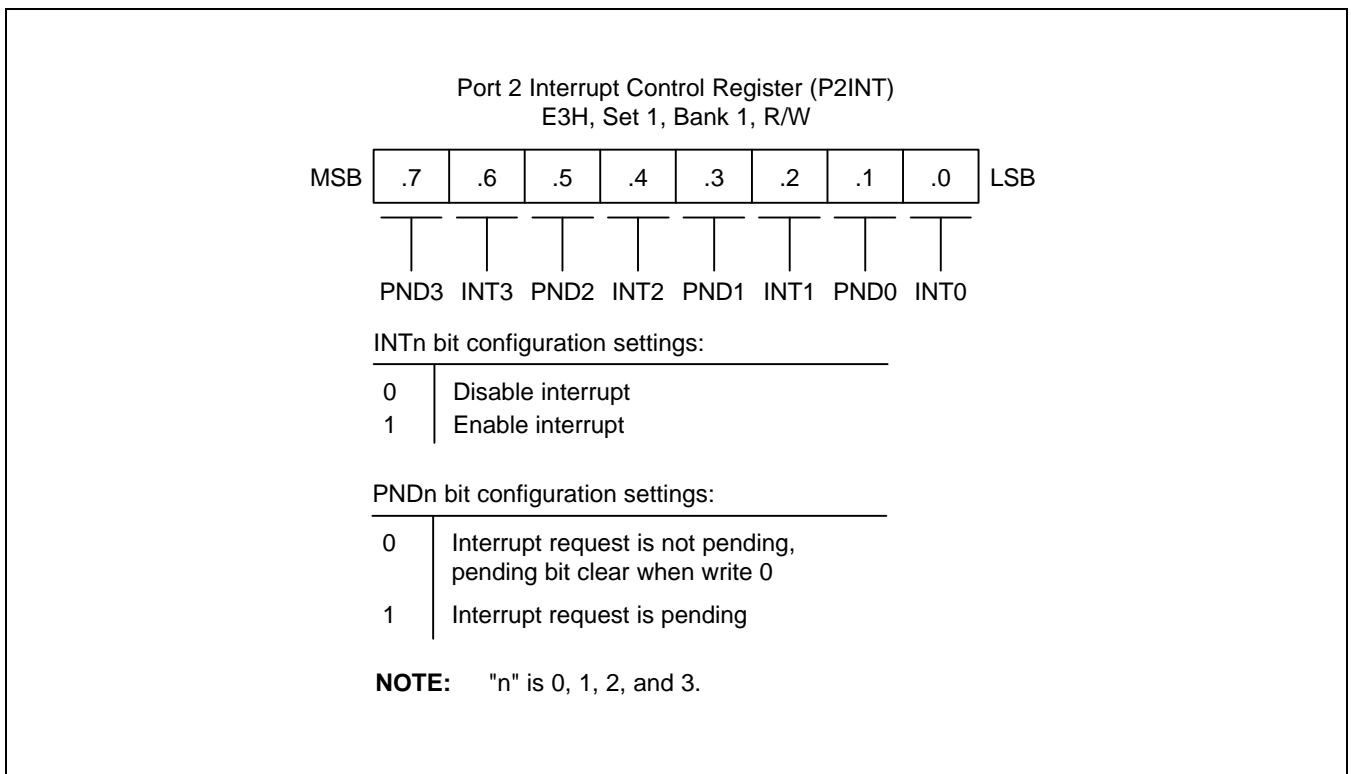 Port 2 Interrupt Control Register (P2INT)
E3H, Set 1, Bank 1, R/W
MSB .7 .6 .5 .4 .3 .2 .1 .0 LSB
PND3 INT3 PND2 INT2 PND1 INT1 PND0 INT0
INTn bit configuration settings:
0 Disable interrupt
1 Enable interrupt
PNDn bit configuration settings:
0 Interrupt request is not pending,
pending bit clear when write 0
1 Interrupt request is pending
NOTE: "n" is 0, 1, 2, and 3.